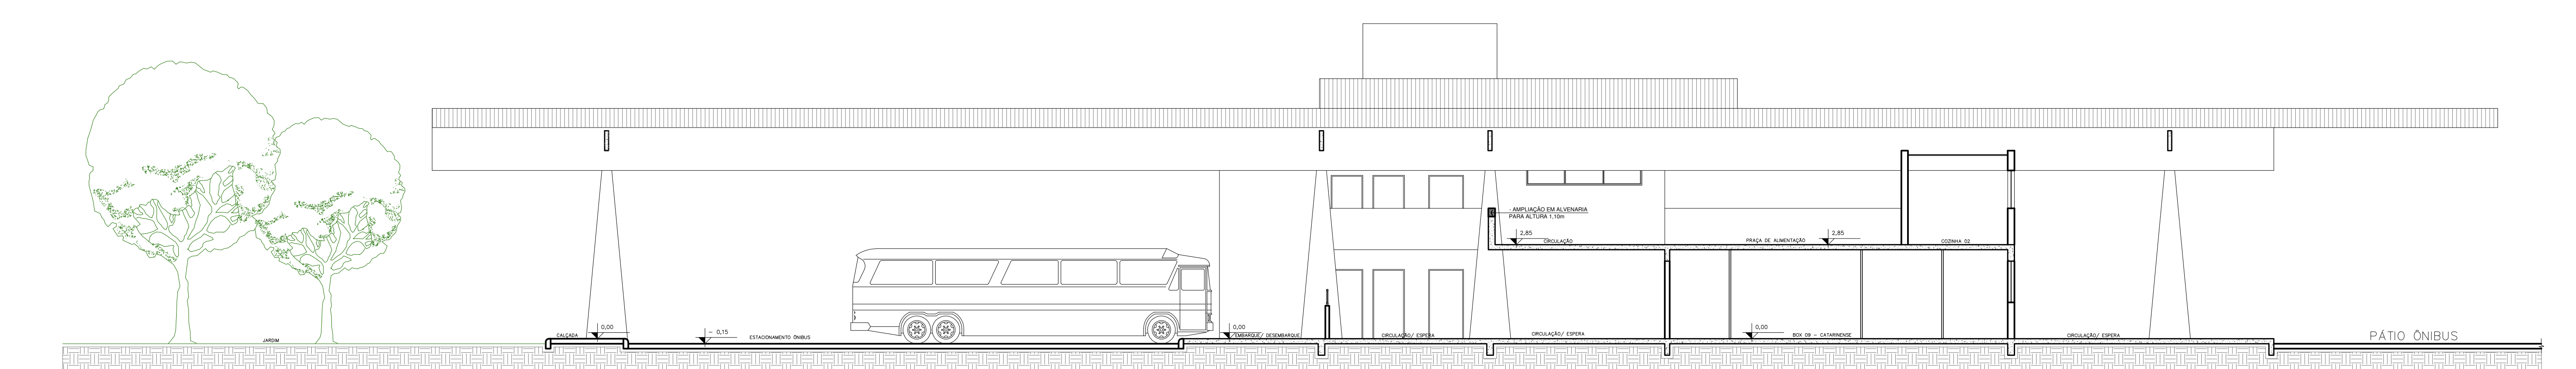 - AMPLIAÇÃO EM ALVENARIA
PARA ALTURA 1,10m
2,85
CIRCULAÇÃO
PRAÇA DE ALIMENTAÇÃO
2,85
COZINHA 02
JARDIM
CALÇADA
0,00
- 0,15
ESTACIONAMENTO ÔNIBUS
0,00
EMBARQUE/ DESEMBARQUE
CIRCULAÇÃO/ ESPERA
CIRCULAÇÃO/ ESPERA
0,00
BOX 09 - CATARINENSE
CIRCULAÇÃO/ ESPERA
PÁTIO ÔNIBUS